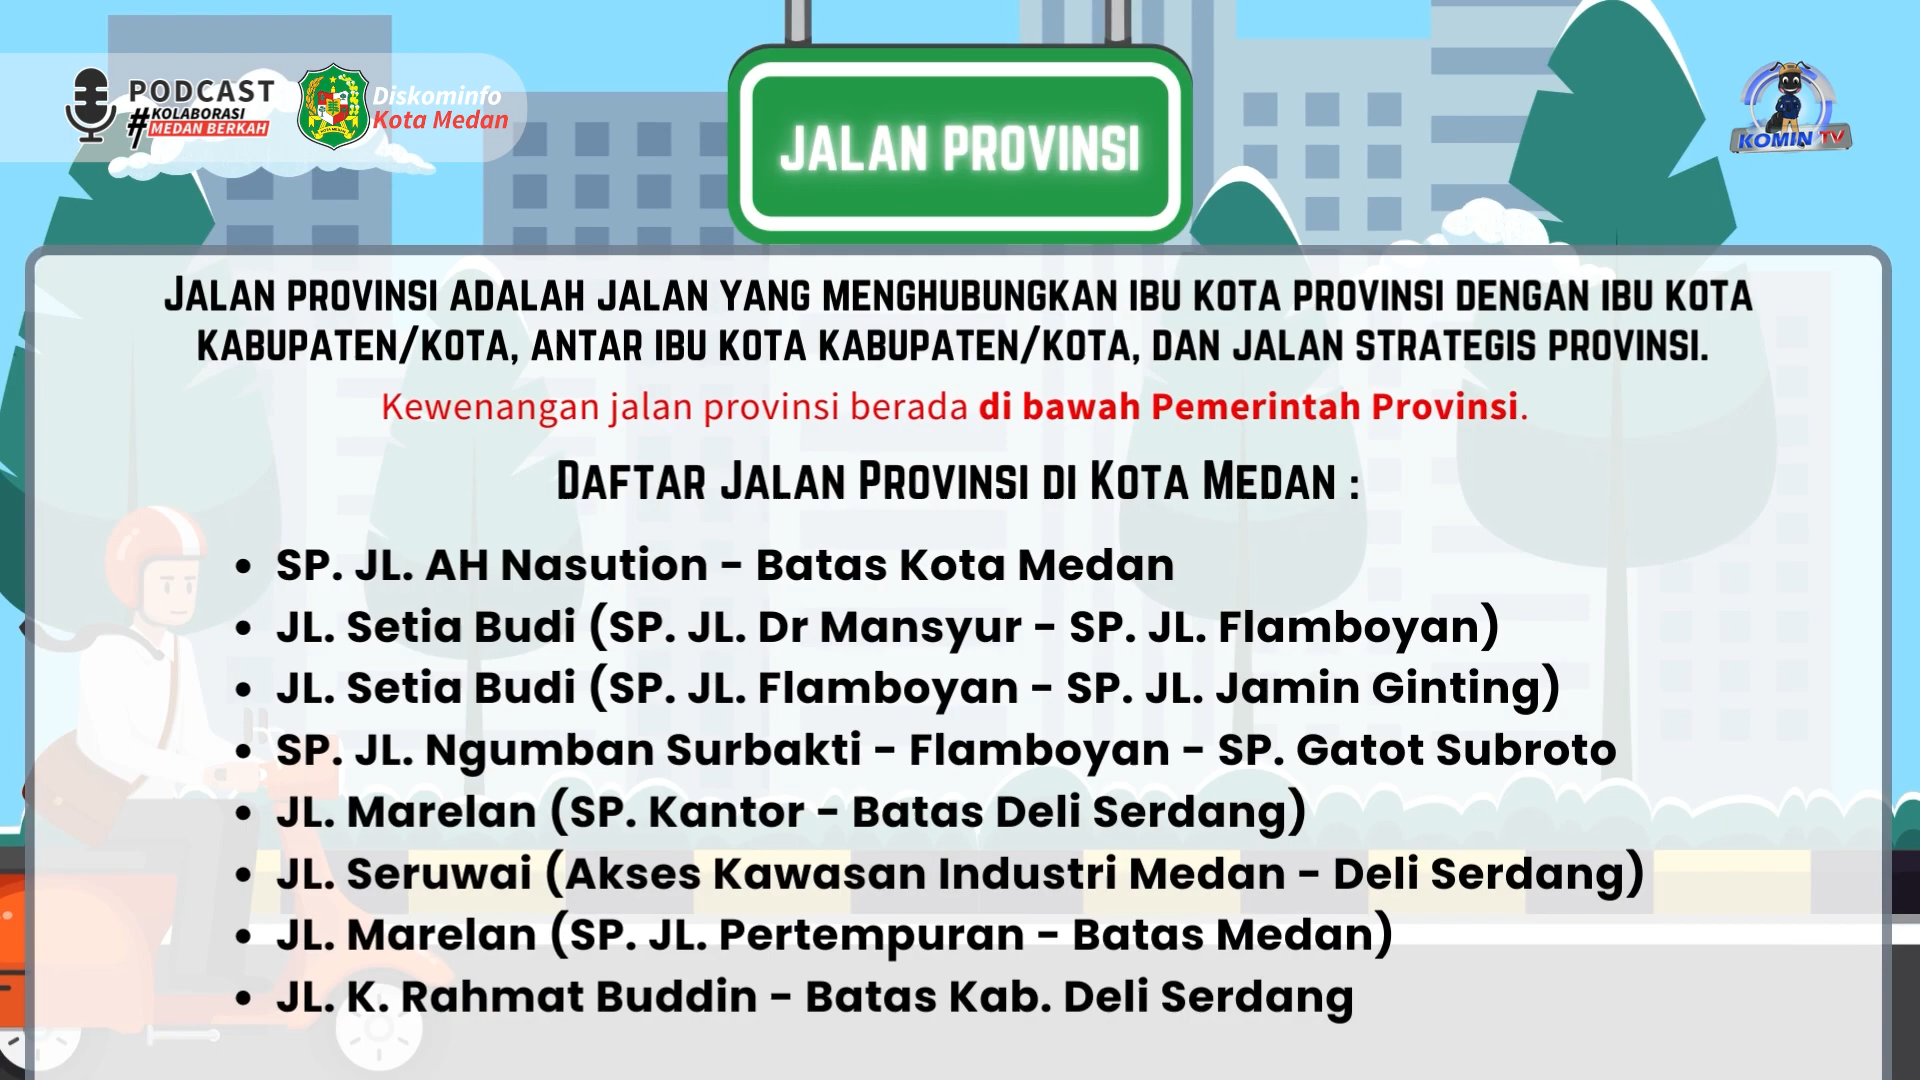 PODCAST
#KOLABORASI
MEDAN BERKAH
Diskominfo
Kota Medan
JALAN PROVINSI
KOMIN TV
JALAN PROVINSI ADALAH JALAN YANG MENGHUBUNGKAN IBU KOTA PROVINSI DENGAN IBU KOTA
KABUPATEN/KOTA, ANTAR IBU KOTA KABUPATEN/KOTA, DAN JALAN STRATEGIS PROVINSI.
Kewenangan jalan provinsi berada di bawah Pemerintah Provinsi.
DAFTAR JALAN PROVINSI DI KOTA MEDAN :
• SP. JL. AH Nasution - Batas Kota Medan
• JL. Setia Budi (SP. JL. Dr Mansyur - SP. JL. Flamboyan)
• JL. Setia Budi (SP. JL. Flamboyan - SP. JL. Jamin Ginting)
• SP. JL. Ngumban Surbakti - Flamboyan - SP. Gatot Subroto
• JL. Marelan (SP. Kantor - Batas Deli Serdang)
• JL. Seruwai (Akses Kawasan Industri Medan - Deli Serdang)
• JL. Marelan (SP. JL. Pertempuran - Batas Medan)
• JL. K. Rahmat Buddin - Batas Kab. Deli Serdang